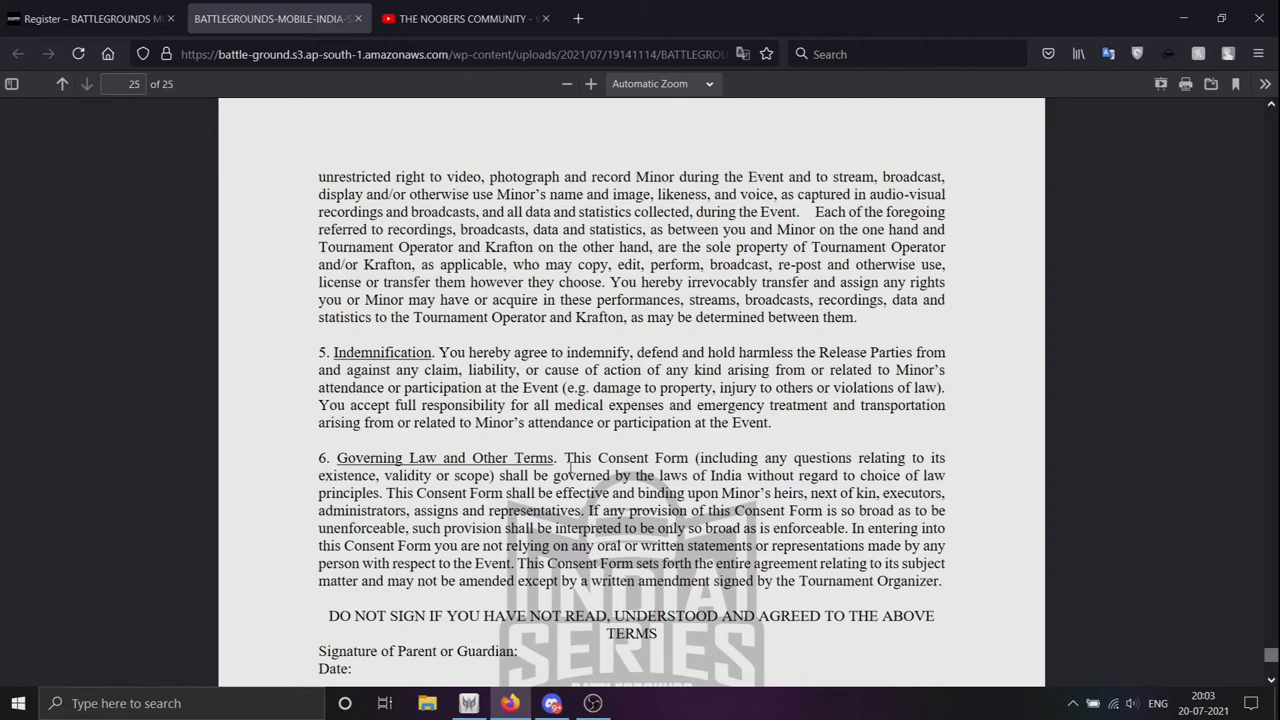 Register – BATTLEGROUNDS MO
BATTLEGROUNDS-MOBILE-INDIA-S
THE NOOBERS COMMUNITY -
https://battle-ground.s3.ap-south-1.amazonaws.com/wp-content/uploads/2021/07/19141114/BATTLEGROU
Search
25 of 25
Automatic Zoom
unrestricted right to video, photograph and record Minor during the Event and to stream, broadcast,
display and/or otherwise use Minor's name and image, likeness, and voice, as captured in audio-visual
recordings and broadcasts, and all data and statistics collected, during the Event. Each of the foregoing
referred to recordings, broadcasts, data and statistics, as between you and Minor on the one hand and
Tournament Operator and Krafton on the other hand, are the sole property of Tournament Operator
and/or Krafton, as applicable, who may copy, edit, perform, broadcast, re-post and otherwise use,
license or transfer them however they choose. You hereby irrevocably transfer and assign any rights
you or Minor may have or acquire in these performances, streams, broadcasts, recordings, data and
statistics to the Tournament Operator and Krafton, as may be determined between them.
5. Indemnification. You hereby agree to indemnify, defend and hold harmless the Release Parties from
and against any claim, liability, or cause of action of any kind arising from or related to Minor's
attendance or participation at the Event (e.g. damage to property, injury to others or violations of law).
You accept full responsibility for all medical expenses and emergency treatment and transportation
arising from or related to Minor's attendance or participation at the Event.
6. Governing Law and Other Terms. This Consent Form (including any questions relating to its
existence, validity or scope) shall be governed by the laws of India without regard to choice of law
principles. This Consent Form shall be effective and binding upon Minor's heirs, next of kin, executors,
administrators, assigns and representatives. If any provision of this Consent Form is so broad as to be
unenforceable, such provision shall be interpreted to be only so broad as is enforceable. In entering into
this Consent Form you are not relying on any oral or written statements or representations made by any
person with respect to the Event. This Consent Form sets forth the entire agreement relating to its subject
matter and may not be amended except by a written amendment signed by the Tournament Organizer.
INDIA
SERIES
DO NOT SIGN IF YOU HAVE NOT READ, UNDERSTOOD AND AGREED TO THE ABOVE
TERMS
Signature of Parent or Guardian:
Date:
Type here to search
ENG
20:03
20-07-2021